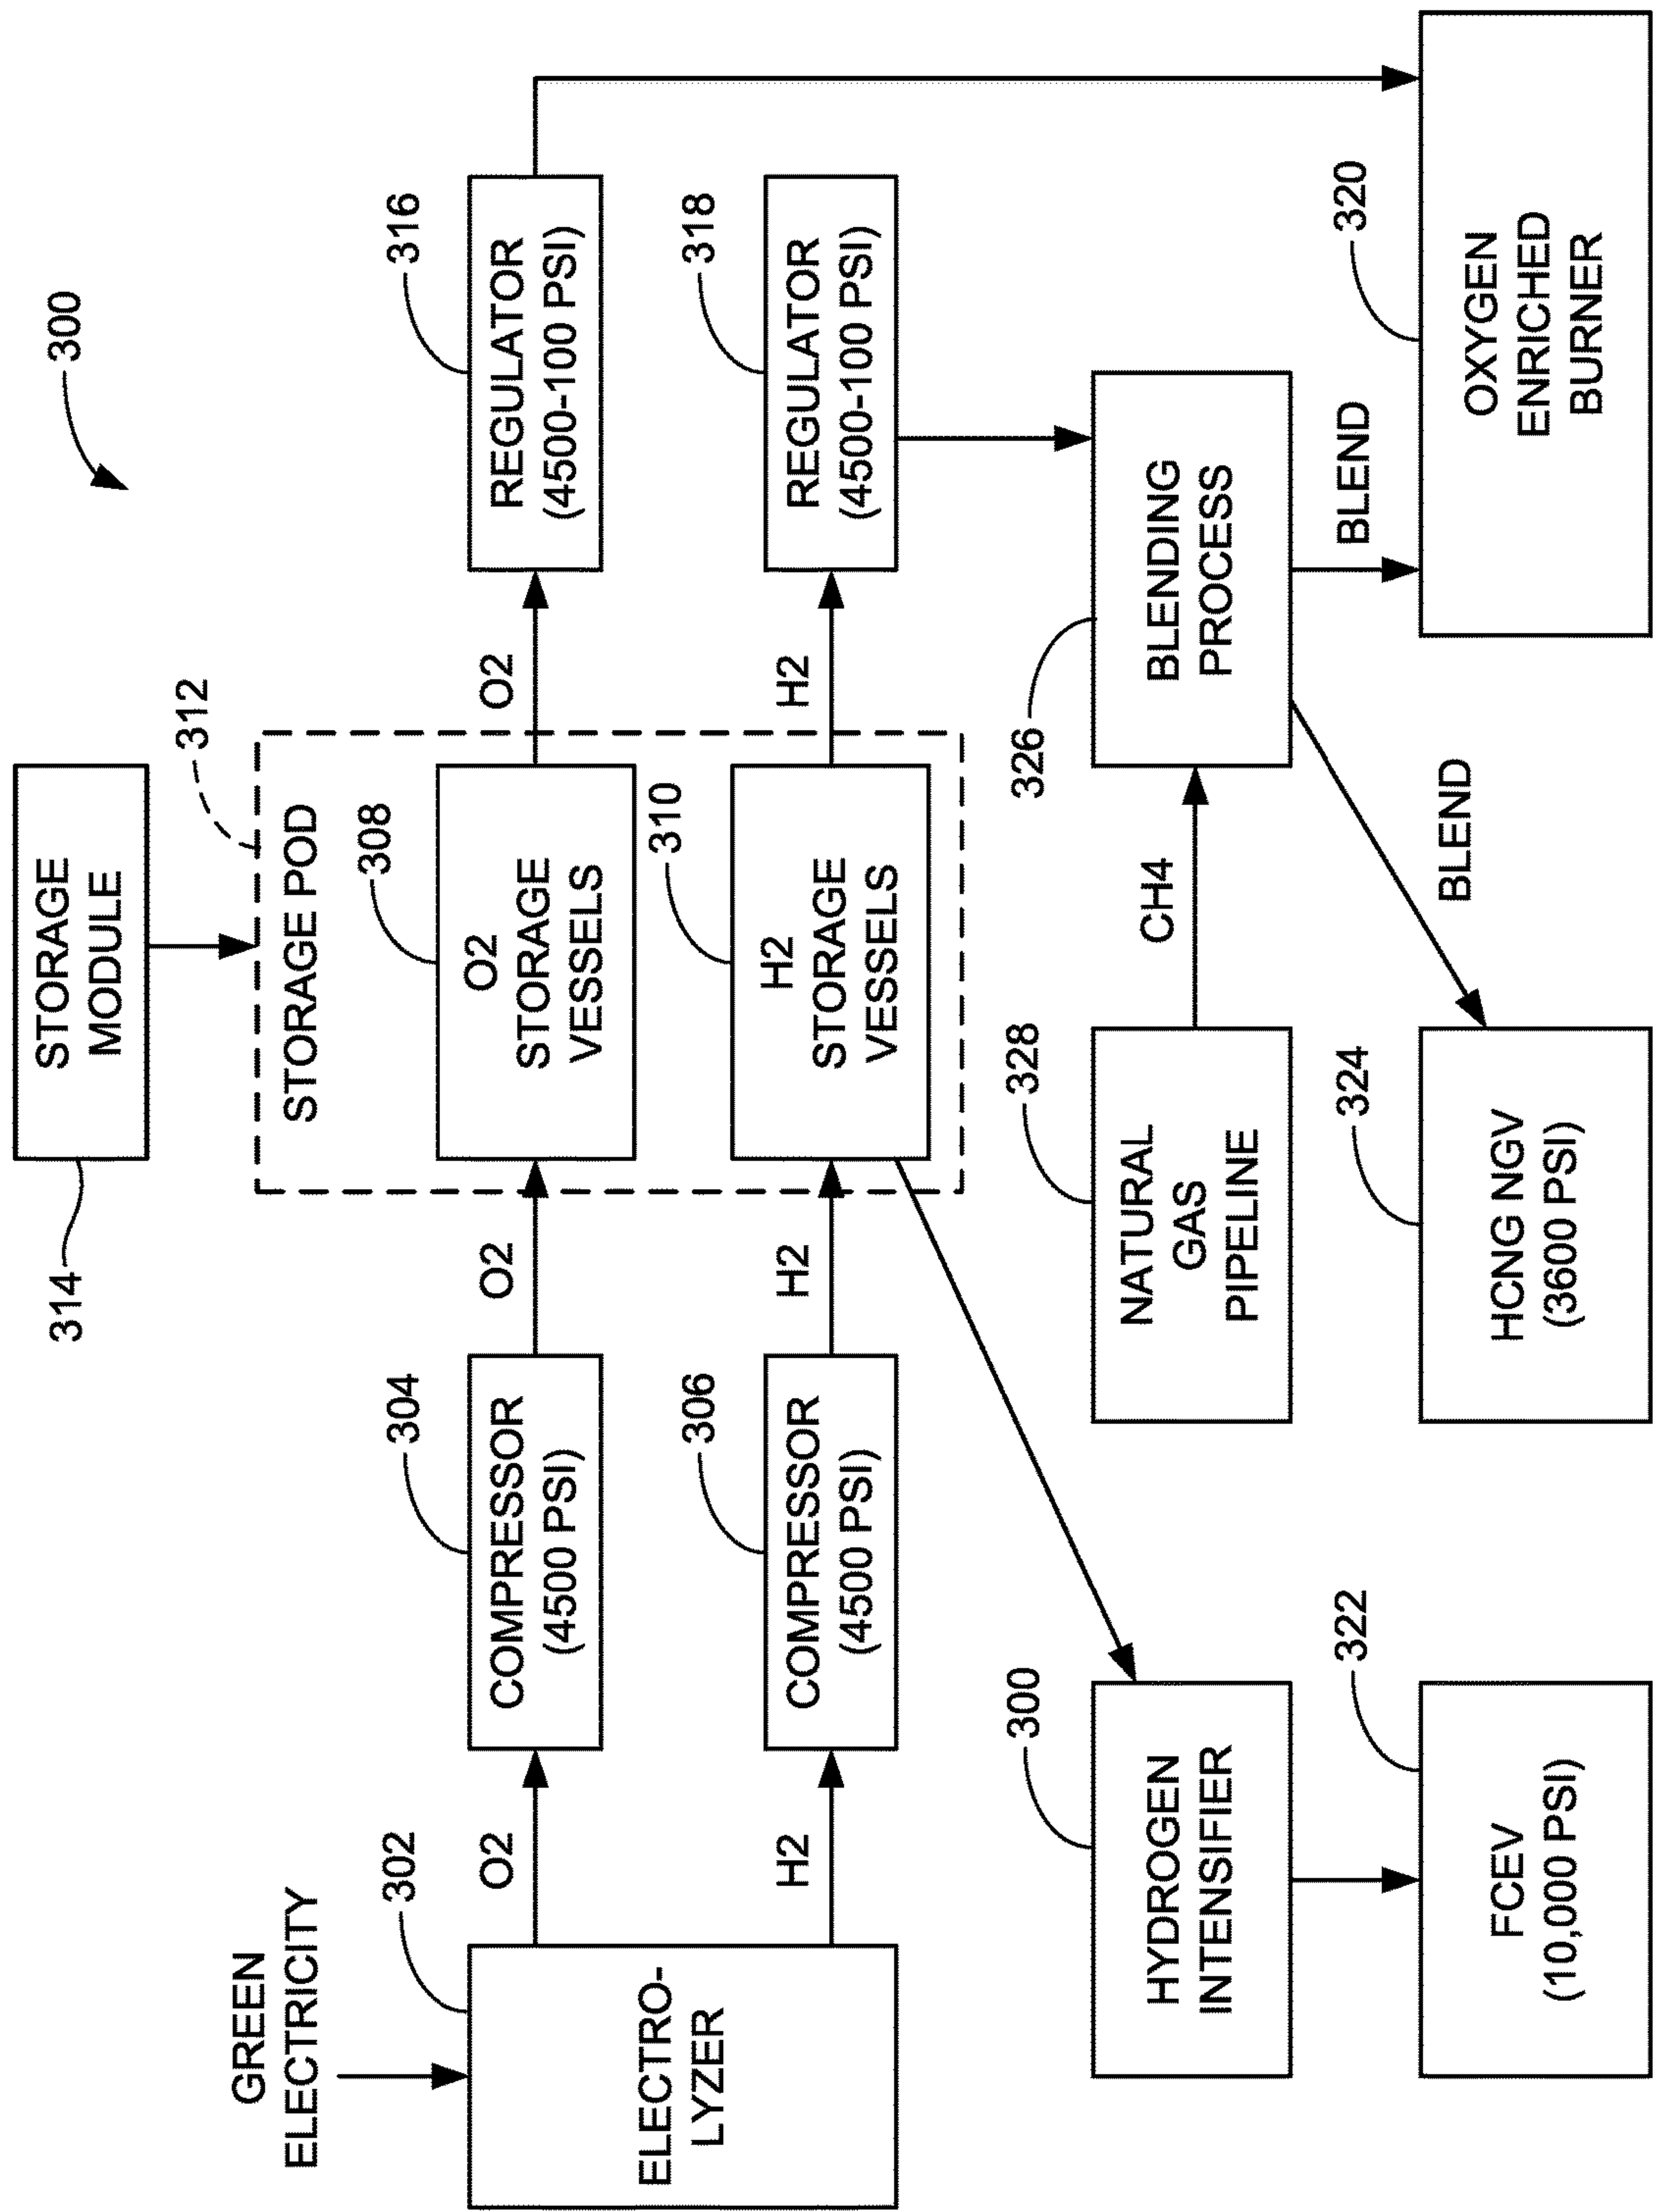 300
STORAGE
MODULE
314
312
STORAGE POD
GREEN
ELECTRICITY
302
ELECTRO-
LYZER
O2
304
COMPRESSOR
(4500 PSI)
O2
308
O2
STORAGE
VESSELS
O2
316
REGULATOR
(4500-100 PSI)
H2
306
COMPRESSOR
(4500 PSI)
H2
310
H2
STORAGE
VESSELS
H2
318
REGULATOR
(4500-100 PSI)
300
HYDROGEN
INTENSIFIER
328
NATURAL
GAS
PIPELINE
CH4
326
BLENDING
PROCESS
322
FCEV
(10,000 PSI)
324
HCNG NGV
(3600 PSI)
BLEND
BLEND
320
OXYGEN
ENRICHED
BURNER